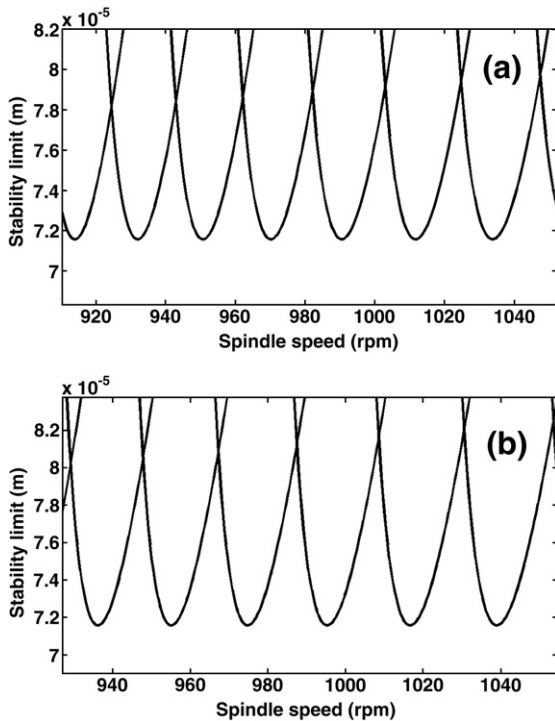 x 10⁻⁵
8.2
8
7.8
7.6
7.4
7.2
7
Stability limit (m)
(a)
920 940 960 980 1000 1020 1040
Spindle speed (rpm)
x 10⁻⁵
8.2
8
7.8
7.6
7.4
7.2
7
Stability limit (m)
(b)
940 960 980 1000 1020 1040
Spindle speed (rpm)